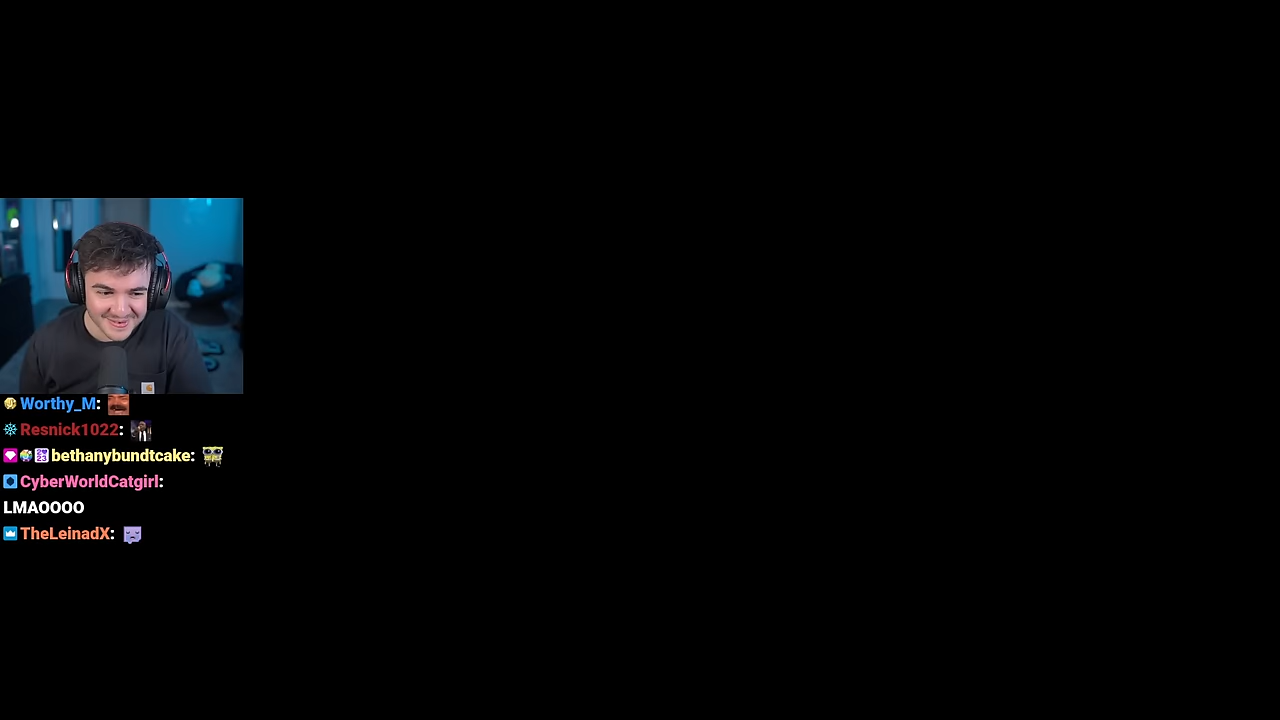 Worthy_M:
Resnick1022:
bethanybundtcake:
CyberWorldCatgirl:
LMAOOOO
TheLeinadX: